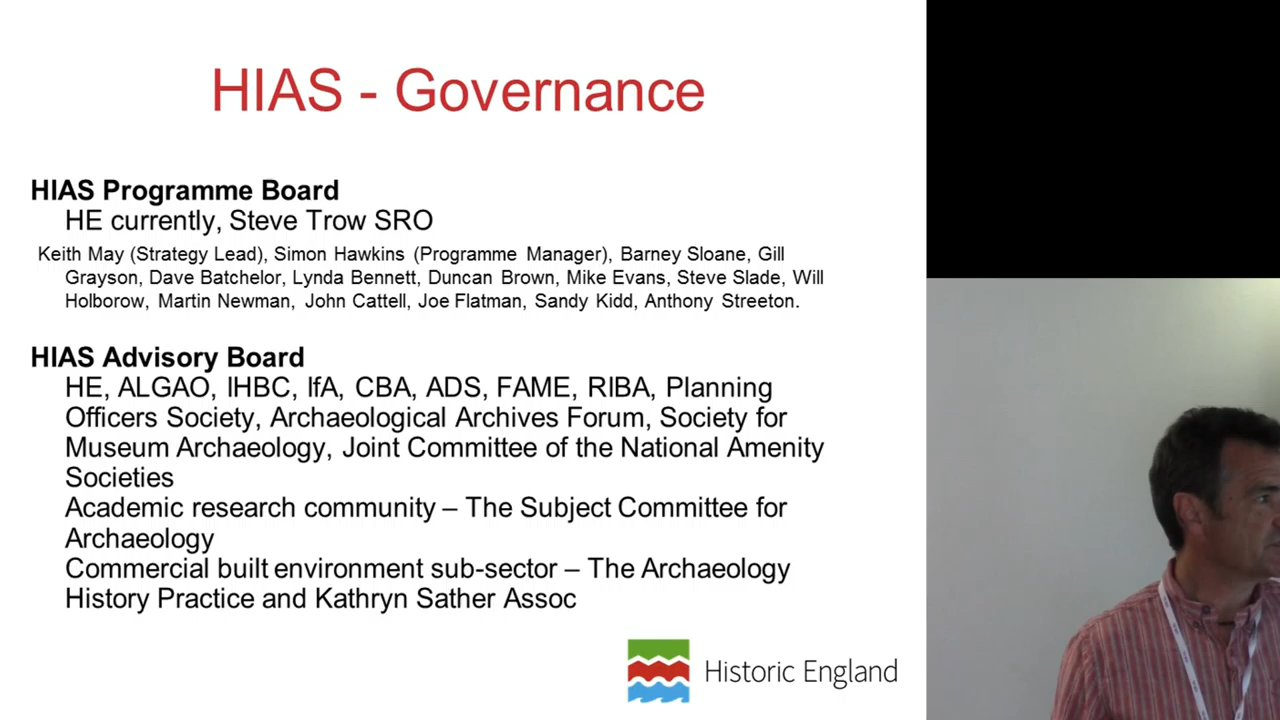 HIAS - Governance
HIAS Programme Board
HE currently, Steve Trow SRO
Keith May (Strategy Lead), Simon Hawkins (Programme Manager), Barney Sloane, Gill
Grayson, Dave Batchelor, Lynda Bennett, Duncan Brown, Mike Evans, Steve Slade, Will
Holborow, Martin Newman, John Cattell, Joe Flatman, Sandy Kidd, Anthony Streeton.
HIAS Advisory Board
HE, ALGAO, IHBC, IfA, CBA, ADS, FAME, RIBA, Planning
Officers Society, Archaeological Archives Forum, Society for
Museum Archaeology, Joint Committee of the National Amenity
Societies
Academic research community – The Subject Committee for
Archaeology
Commercial built environment sub-sector – The Archaeology
History Practice and Kathryn Sather Assoc
Historic England